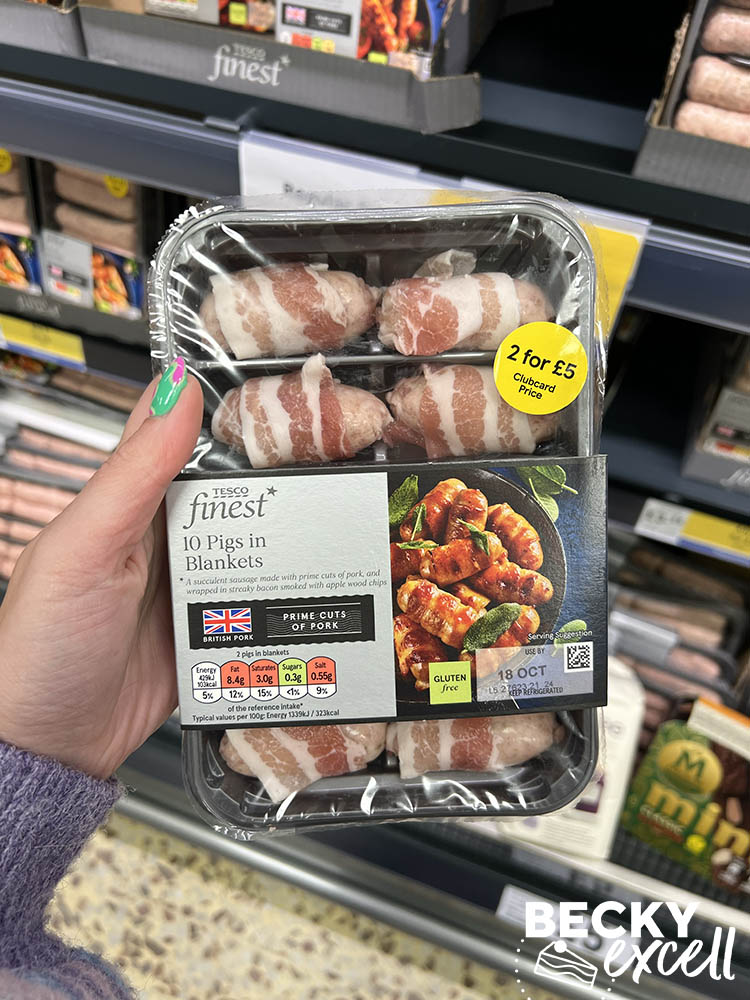 TESCO
finest*
2 for £5
Clubcard
Price
TESCO
finest*
10 Pigs in
Blankets
* A succulent sausage made with prime cuts of pork, and
wrapped in streaky bacon smoked with apple wood chips
BRITISH PORK
PRIME CUTS
OF PORK
2 pigs in blankets
Energy
429kJ
103kcal
5%
Fat
8.4g
12%
Saturates
3.0g
15%
Sugars
0.3g
<1%
Salt
0.55g
9%
of the reference intake*
Typical values per 100g: Energy 1339kJ / 323kcal
GLUTEN
free
Serving Suggestion
USE BY
18 OCT
KEEP REFRIGERATED
M
CLASSIC
min
BECKY
excell